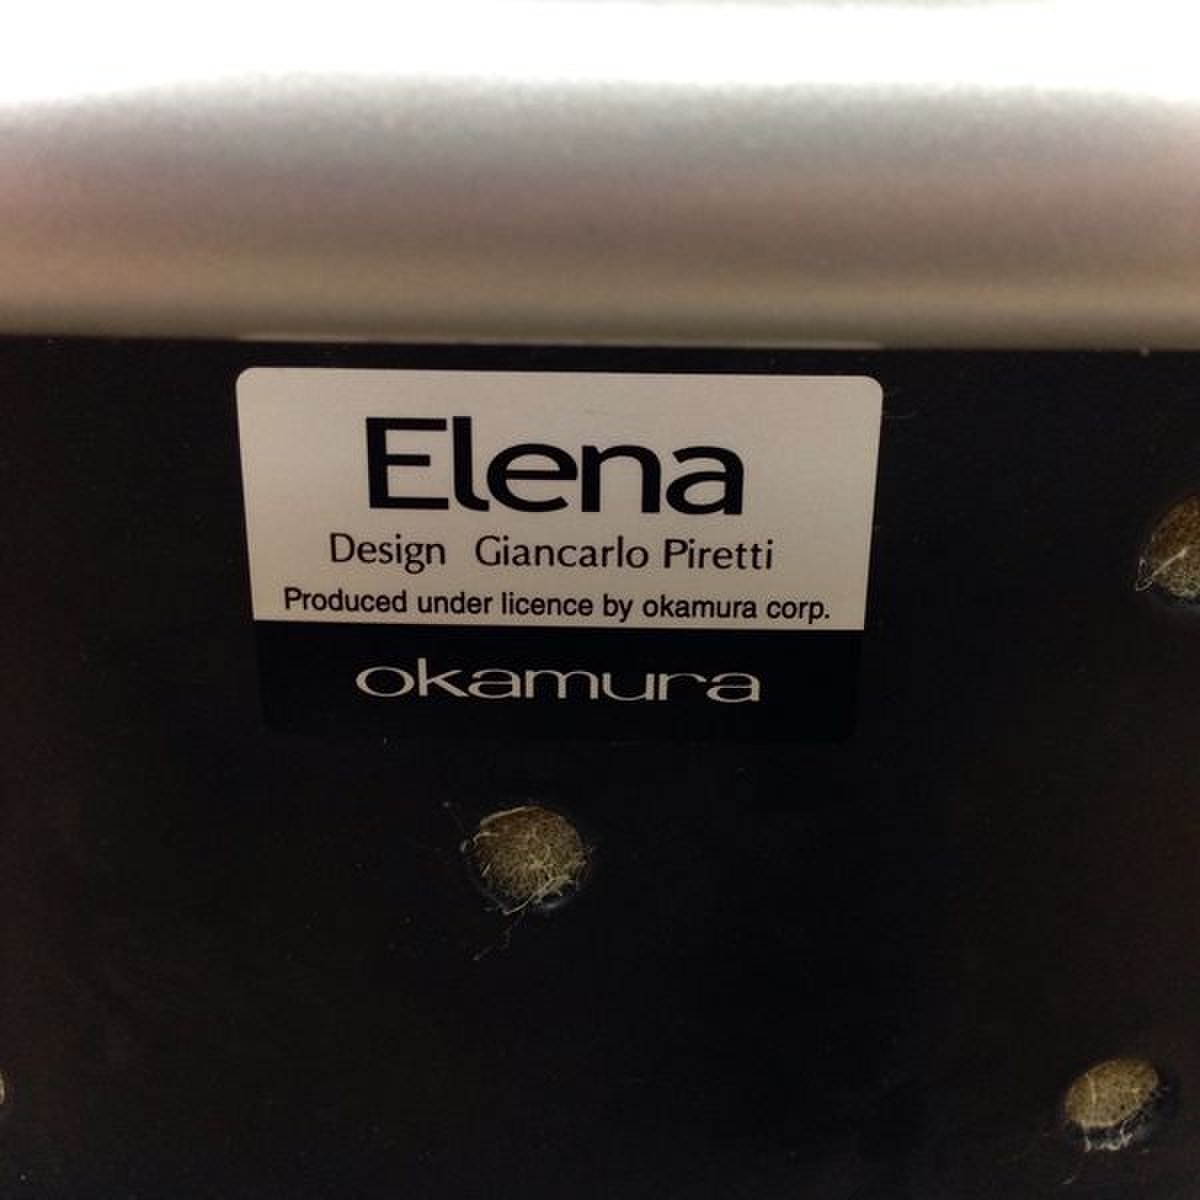 Elena
Design Giancarlo Piretti
Produced under licence by okamura corp.
okamura